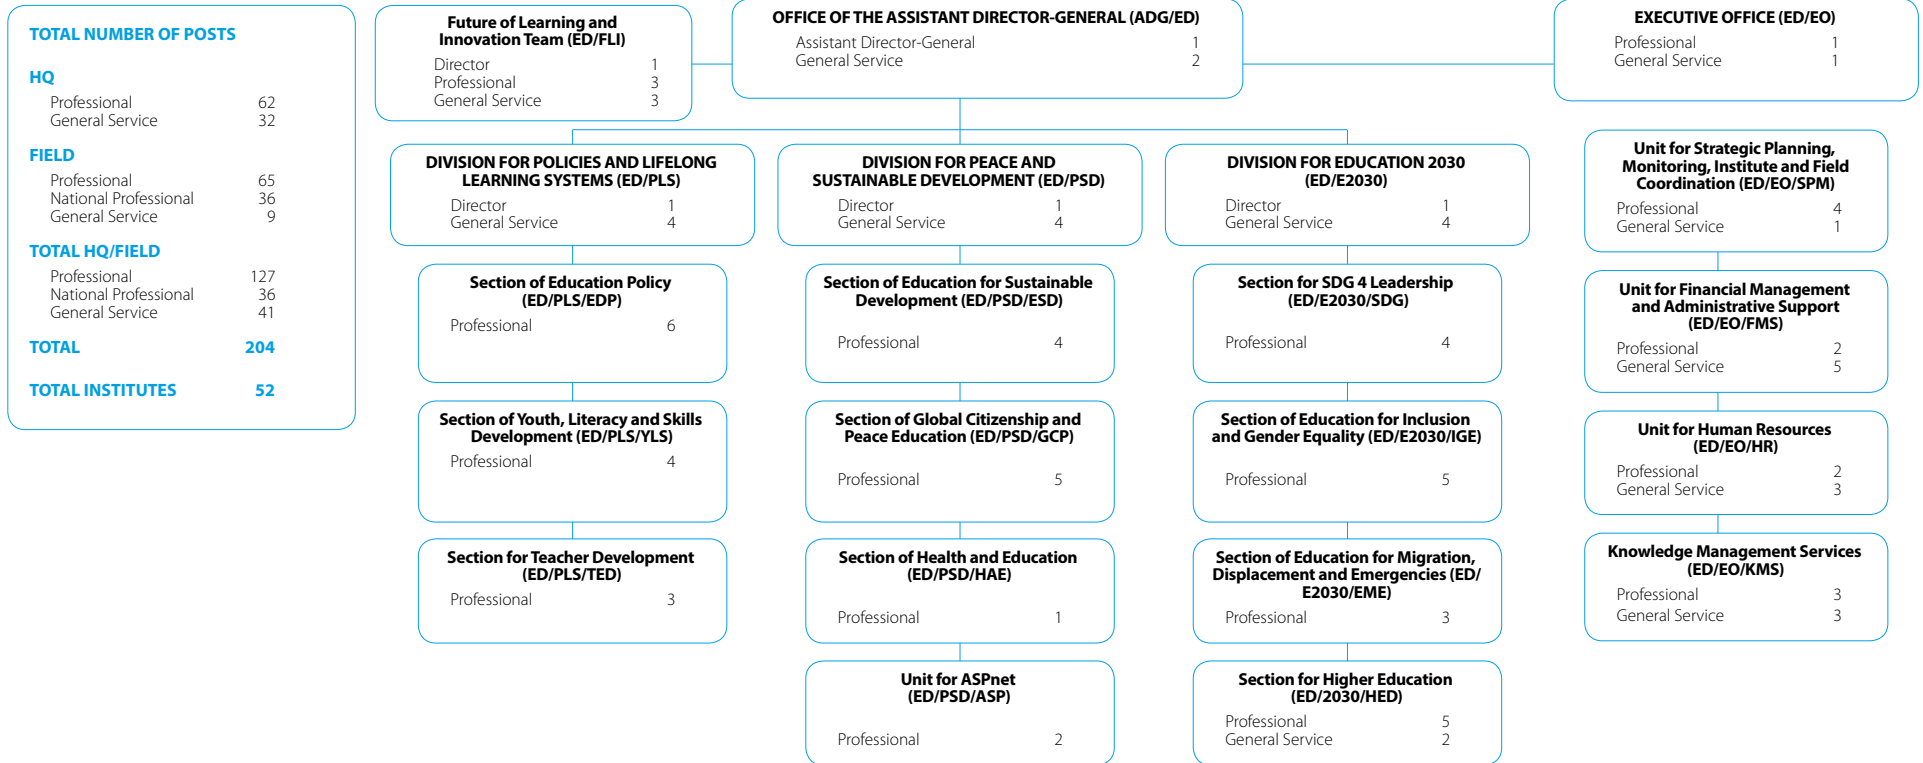 TOTAL NUMBER OF POSTS
HQ
Professional 62
General Service 32
FIELD
Professional 65
National Professional 36
General Service 9
TOTAL HQ/FIELD
Professional 127
National Professional 36
General Service 41
TOTAL 204
TOTAL INSTITUTES 52
Future of Learning and
Innovation Team (ED/FLI)
Director 1
Professional 3
General Service 3
OFFICE OF THE ASSISTANT DIRECTOR-GENERAL (ADG/ED)
Assistant Director-General 1
General Service 2
EXECUTIVE OFFICE (ED/EO)
Professional 1
General Service 1
DIVISION FOR POLICIES AND LIFELONG
LEARNING SYSTEMS (ED/PLS)
Director 1
General Service 4
Section of Education Policy
(ED/PLS/EDP)
Professional 6
Section of Youth, Literacy and Skills
Development (ED/PLS/YLS)
Professional 4
Section for Teacher Development
(ED/PLS/TED)
Professional 3
DIVISION FOR PEACE AND
SUSTAINABLE DEVELOPMENT (ED/PSD)
Director 1
General Service 4
Section of Education for Sustainable
Development (ED/PSD/ESD)
Professional 4
Section of Global Citizenship and
Peace Education (ED/PSD/GCP)
Professional 5
Section of Health and Education
(ED/PSD/HAE)
Professional 1
Unit for ASPnet
(ED/PSD/ASP)
Professional 2
DIVISION FOR EDUCATION 2030
(ED/E2030)
Director 1
General Service 4
Section for SDG 4 Leadership
(ED/E2030/SDG)
Professional 4
Section of Education for Inclusion
and Gender Equality (ED/E2030/IGE)
Professional 5
Section of Education for Migration,
Displacement and Emergencies (ED/
E2030/EME)
Professional 3
Section for Higher Education
(ED/2030/HED)
Professional 5
General Service 2
Unit for Strategic Planning,
Monitoring, Institute and Field
Coordination (ED/EO/SPM)
Professional 4
General Service 1
Unit for Financial Management
and Administrative Support
(ED/EO/FMS)
Professional 2
General Service 5
Unit for Human Resources
(ED/EO/HR)
Professional 2
General Service 3
Knowledge Management Services
(ED/EO/KMS)
Professional 3
General Service 3